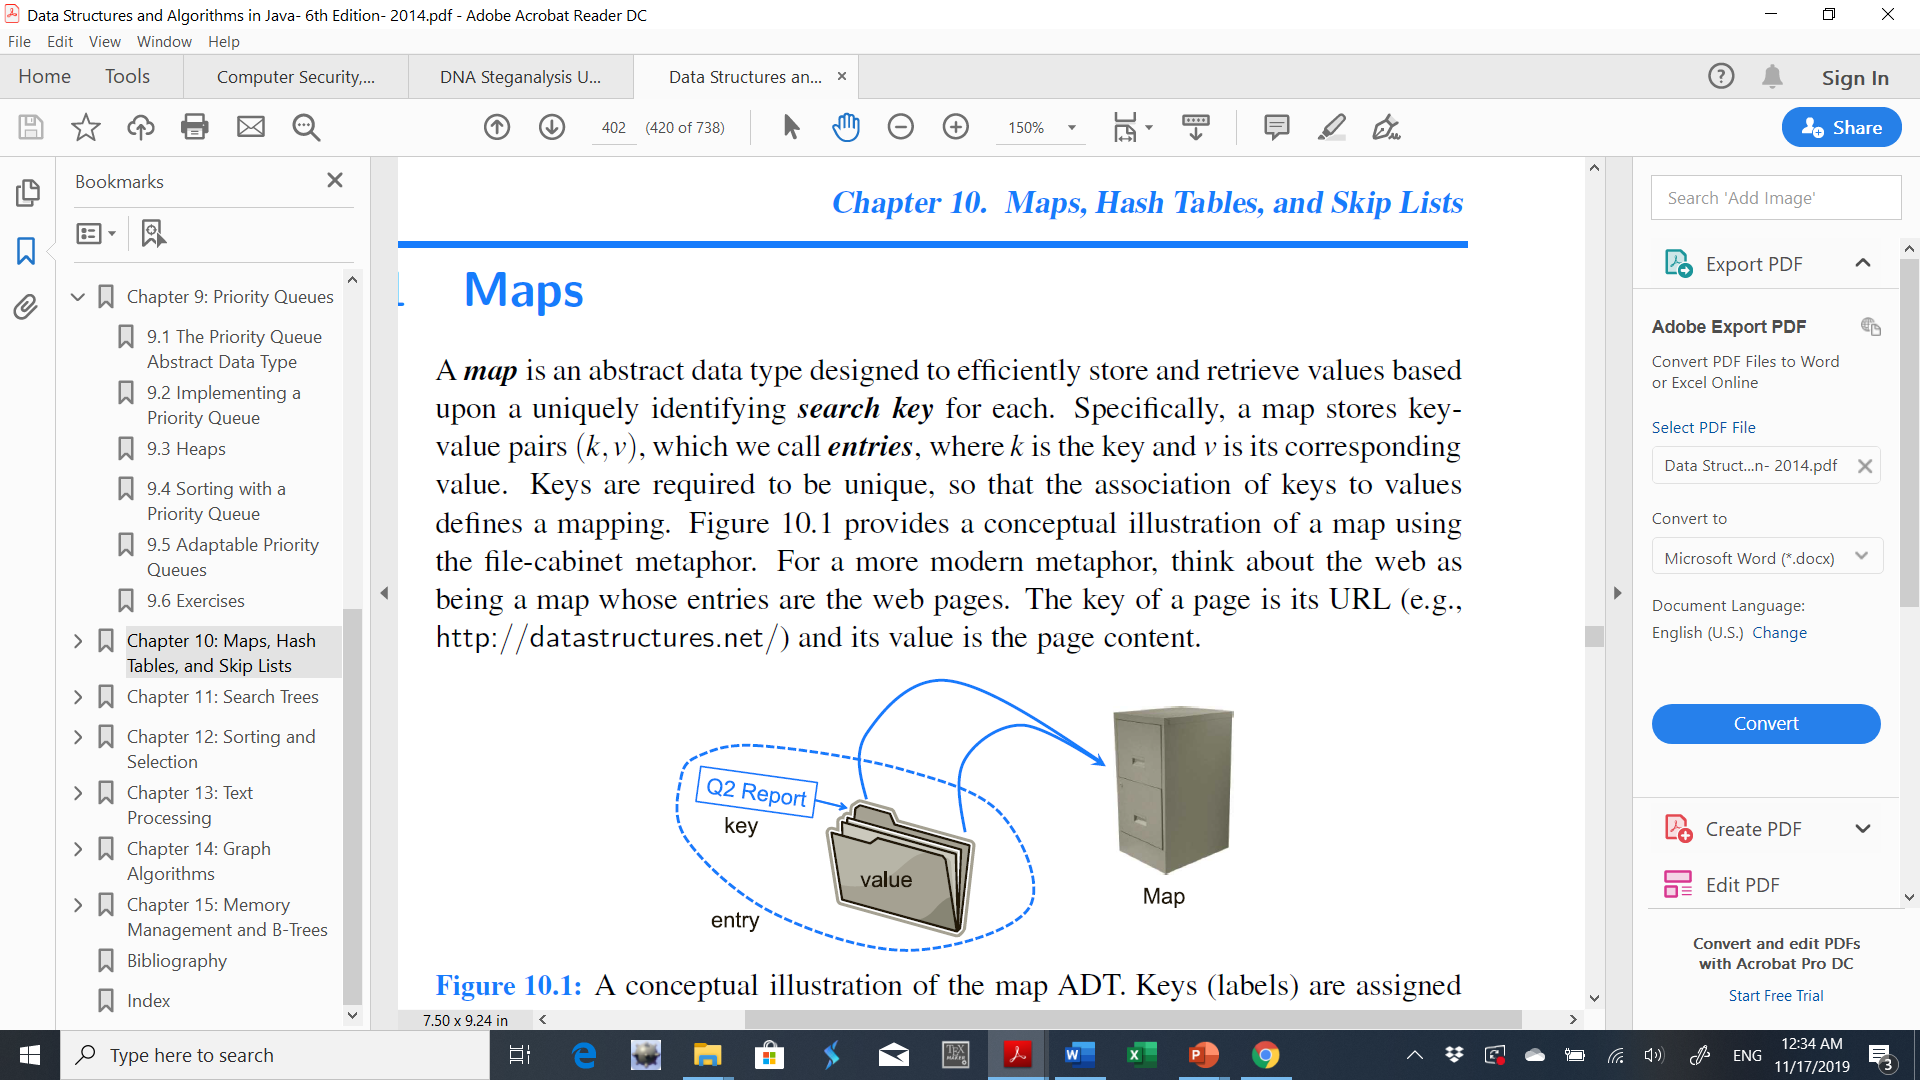 Data Structures and Algorithms in Java- 6th Edition- 2014.pdf - Adobe Acrobat Reader DC
File Edit View Window Help
Home Tools Computer Security,... DNA Steganalysis U... Data Structures an... Sign In
402 (420 of 738) 150% Share
Bookmarks
Chapter 9: Priority Queues
9.1 The Priority Queue
Abstract Data Type
9.2 Implementing a
Priority Queue
9.3 Heaps
9.4 Sorting with a
Priority Queue
9.5 Adaptable Priority
Queues
9.6 Exercises
Chapter 10: Maps, Hash
Tables, and Skip Lists
Chapter 11: Search Trees
Chapter 12: Sorting and
Selection
Chapter 13: Text
Processing
Chapter 14: Graph
Algorithms
Chapter 15: Memory
Management and B-Trees
Bibliography
Index
Chapter 10. Maps, Hash Tables, and Skip Lists
Maps
A map is an abstract data type designed to efficiently store and retrieve values based
upon a uniquely identifying search key for each. Specifically, a map stores key-
value pairs (k,v), which we call entries, where k is the key and v is its corresponding
value. Keys are required to be unique, so that the association of keys to values
defines a mapping. Figure 10.1 provides a conceptual illustration of a map using
the file-cabinet metaphor. For a more modern metaphor, think about the web as
being a map whose entries are the web pages. The key of a page is its URL (e.g.,
http://datastructures.net/) and its value is the page content.
Q2 Report
key
value
entry
Map
Figure 10.1: A conceptual illustration of the map ADT. Keys (labels) are assigned
7.50 x 9.24 in
Search 'Add Image'
Export PDF
Adobe Export PDF
Convert PDF Files to Word
or Excel Online
Select PDF File
Data Struct...n- 2014.pdf
Convert to
Microsoft Word (*.docx)
Document Language:
English (U.S.) Change
Convert
Create PDF
Edit PDF
Convert and edit PDFs
with Acrobat Pro DC
Start Free Trial
Type here to search
ENG
12:34 AM
11/17/2019
3